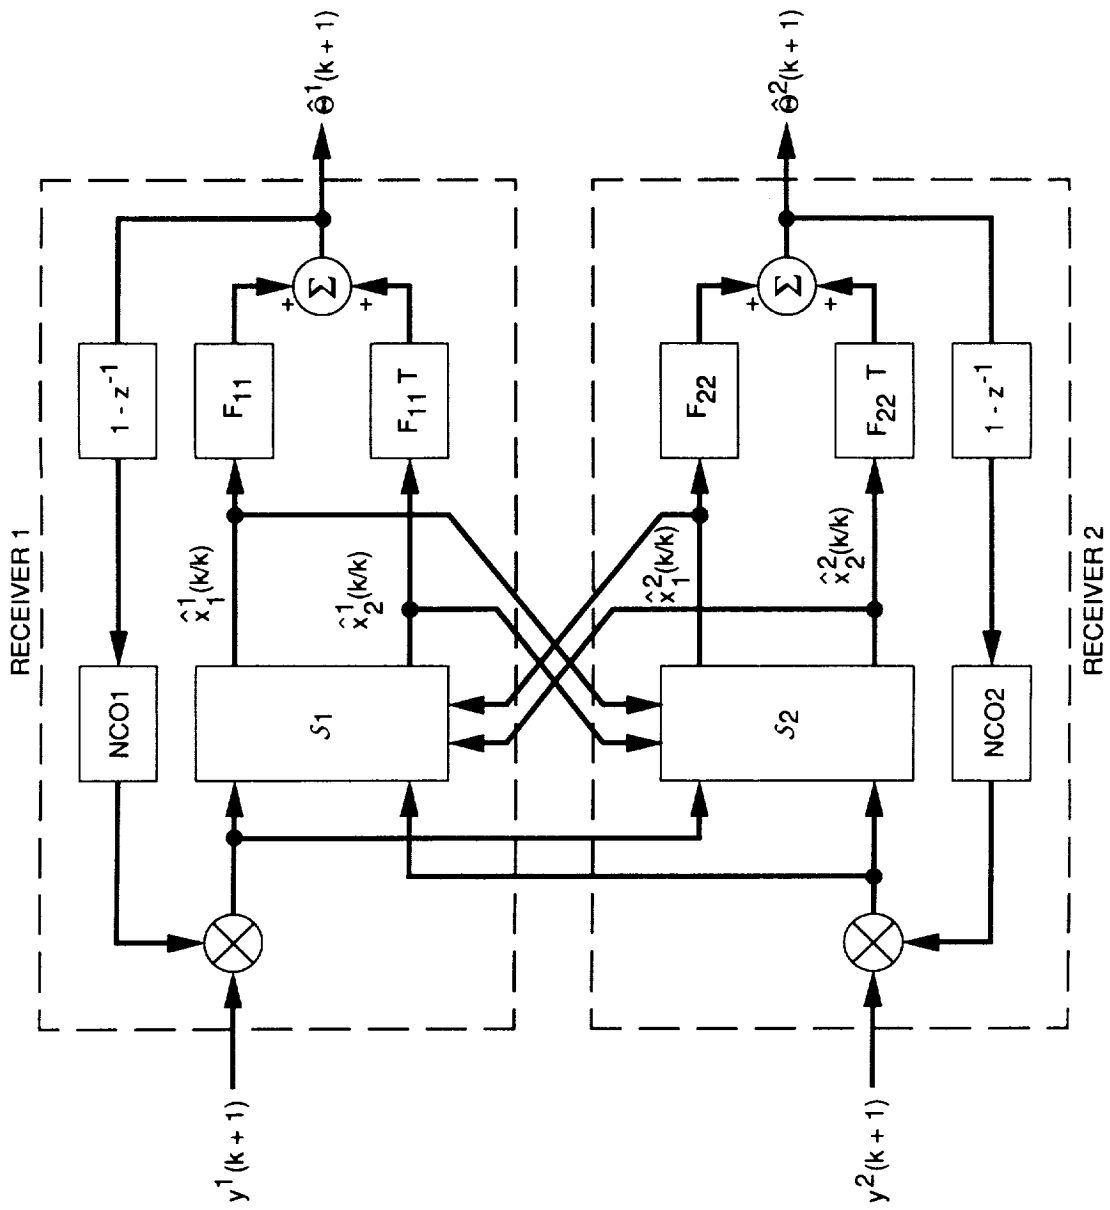 RECEIVER 1
NCO1
1 - z⁻¹
y¹(k + 1)
𝒮1
x̂¹₁(k/k)
x̂¹₂(k/k)
F₁₁
F₁₁ T
+
+
Σ
Θ̂¹(k + 1)
y²(k + 1)
𝒮2
x̂²₁(k/k)
x̂²₂(k/k)
F₂₂
F₂₂ T
+
+
Σ
Θ̂²(k + 1)
NCO2
1 - z⁻¹
RECEIVER 2